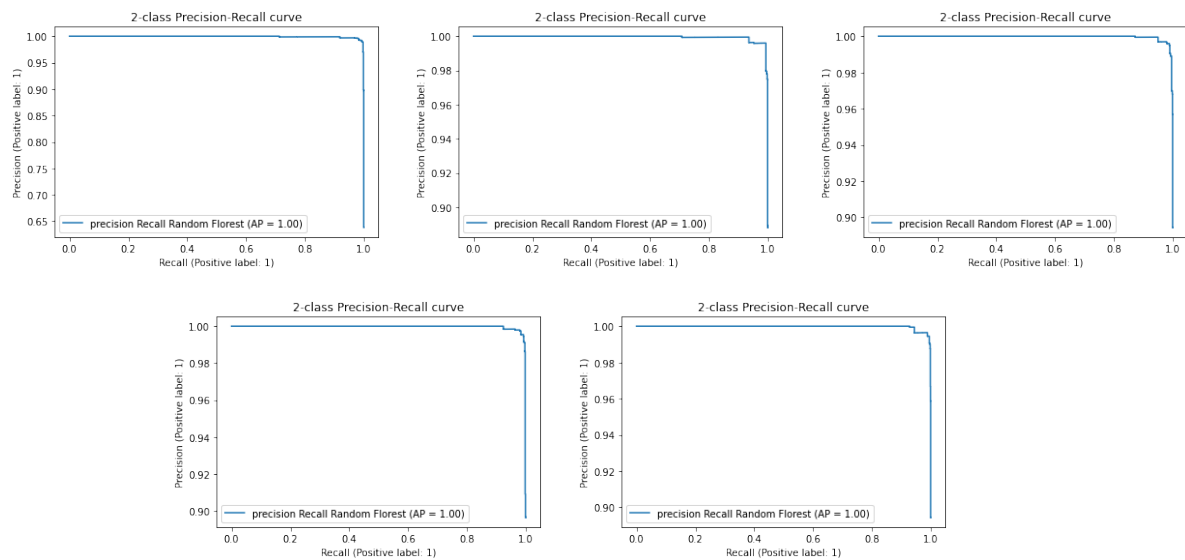 2-class Precision-Recall curve
1.00
0.95
0.90
0.85
0.80
0.75
0.70
0.65
Precision (Positive label: 1)
precision Recall Random Florest (AP = 1.00)
0.0 0.2 0.4 0.6 0.8 1.0
Recall (Positive label: 1)
2-class Precision-Recall curve
1.00
0.98
0.96
0.94
0.92
0.90
Precision (Positive label: 1)
precision Recall Random Florest (AP = 1.00)
0.0 0.2 0.4 0.6 0.8 1.0
Recall (Positive label: 1)
2-class Precision-Recall curve
1.00
0.98
0.96
0.94
0.92
0.90
Precision (Positive label: 1)
precision Recall Random Florest (AP = 1.00)
0.0 0.2 0.4 0.6 0.8 1.0
Recall (Positive label: 1)
2-class Precision-Recall curve
1.00
0.98
0.96
0.94
0.92
0.90
Precision (Positive label: 1)
precision Recall Random Florest (AP = 1.00)
0.0 0.2 0.4 0.6 0.8 1.0
Recall (Positive label: 1)
2-class Precision-Recall curve
1.00
0.98
0.96
0.94
0.92
0.90
Precision (Positive label: 1)
precision Recall Random Florest (AP = 1.00)
0.0 0.2 0.4 0.6 0.8 1.0
Recall (Positive label: 1)